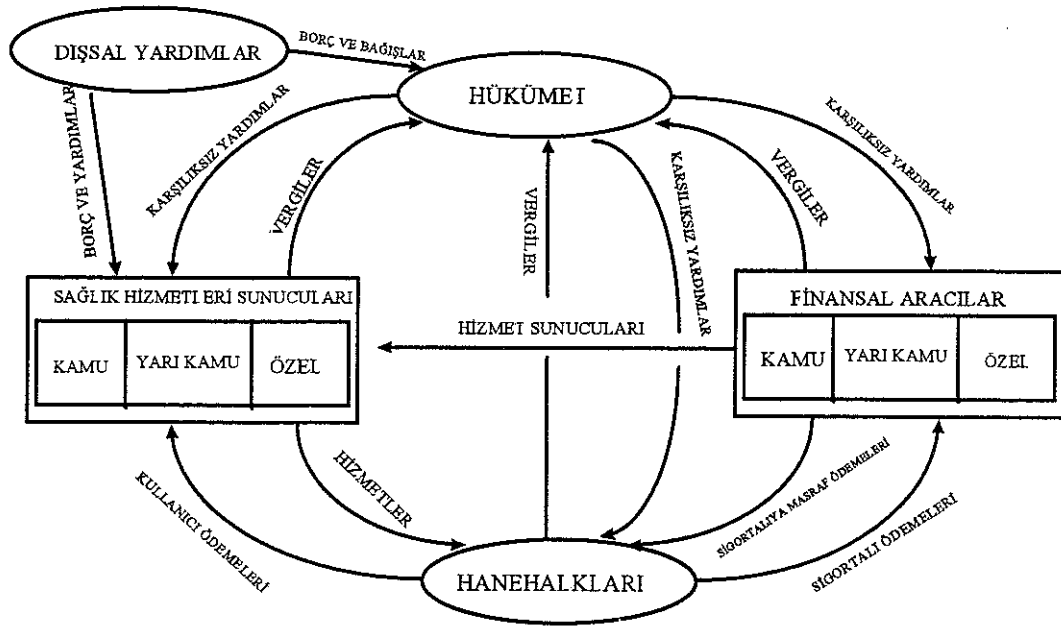 DIŞSAL YARDIMLAR
BORÇ VE BAĞIŞLAR
HÜKÜMET
BORÇ VE YARDIMLAR
KARŞILIKSIZ YARDIMLAR
VERGİLER
VERGİLER
KARŞILIKSIZ YARDIMLAR
VERGİLER
KARŞILIKSIZ YARDIMLAR
SAĞLIK HİZMETLERİ SUNUCULARI
KAMU
YARI KAMU
ÖZEL
HİZMET SUNUCULARI
FİNANSAL ARACILAR
KAMU
YARI KAMU
ÖZEL
KULLANICI ÖDEMELERİ
HİZMETLER
SİGORTALIYA MASRAF ÖDEMELERİ
SİGORTALI ÖDEMELERİ
HANEHALKLARI